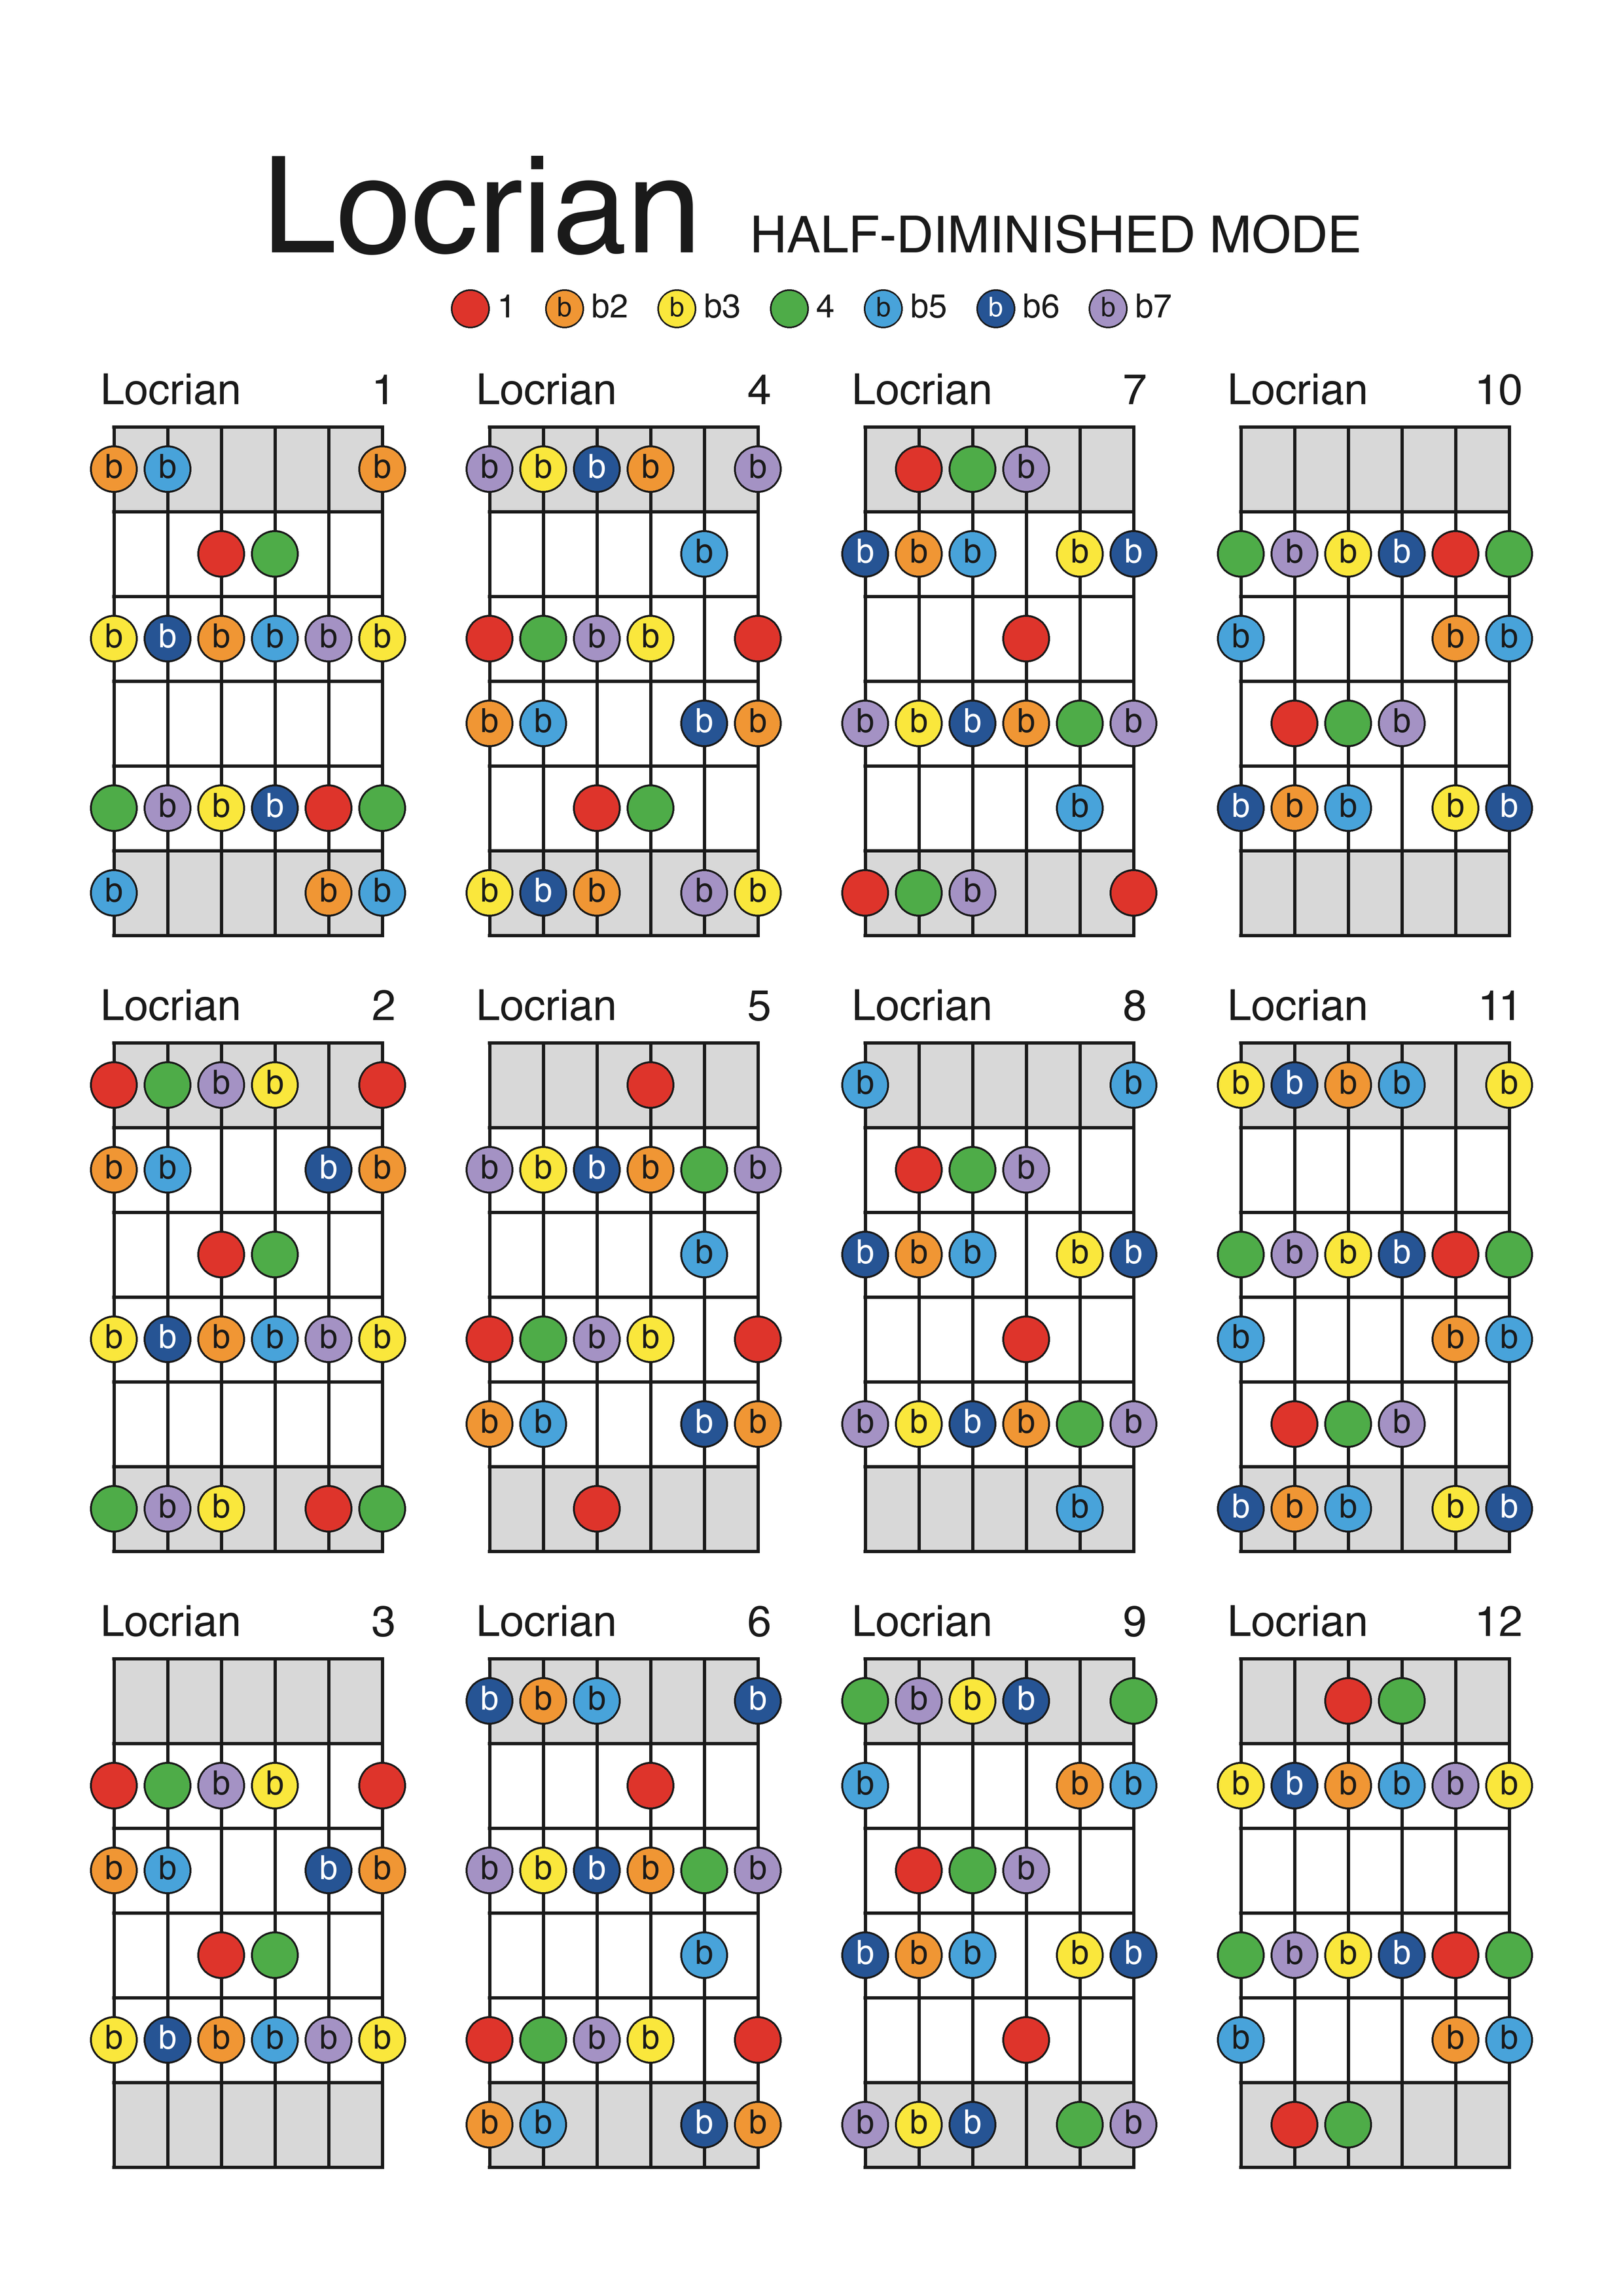 Locrian HALF-DIMINISHED MODE
1 b b2 b b3 4 b b5 b b6 b b7
Locrian 1
b b b
b b b b b b
b b b
b b b
Locrian 4
b b b b b
b
b b
b b b b
b b b b b
Locrian 7
b
b b b b b
b b b b b
b
b
Locrian 10
b b b
b b b
b
b b b b b
Locrian 2
b b
b b b b
b b b b b b
b b
Locrian 5
b b b b b
b
b b
b b b b
Locrian 8
b b
b
b b b b b
b b b b b
b
Locrian 11
b b b b b
b b b
b b b
b
b b b b b
Locrian 3
b b
b b b b
b b b b b b
Locrian 6
b b b b
b b b b b
b
b b
b b b b
Locrian 9
b b b
b b b
b
b b b b b
b b b b
Locrian 12
b b b b b b
b b b
b b b